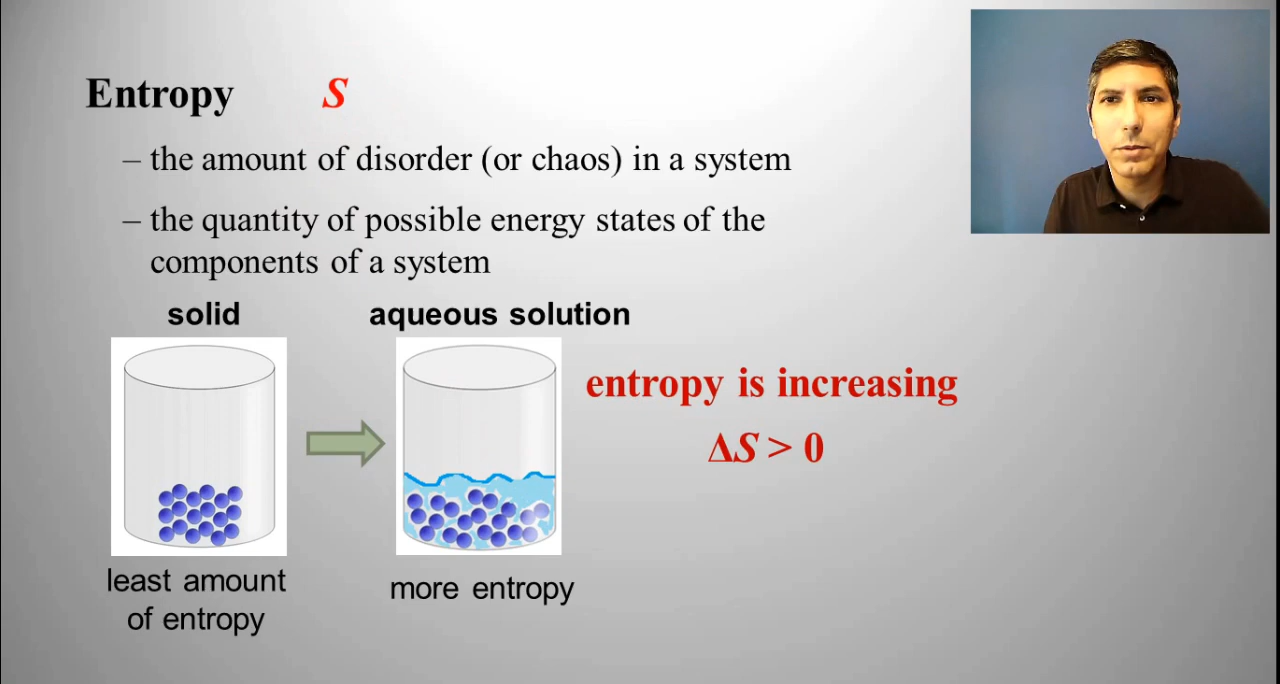 Entropy S
– the amount of disorder (or chaos) in a system
– the quantity of possible energy states of the
components of a system
solid
aqueous solution
entropy is increasing
ΔS > 0
least amount
of entropy
more entropy